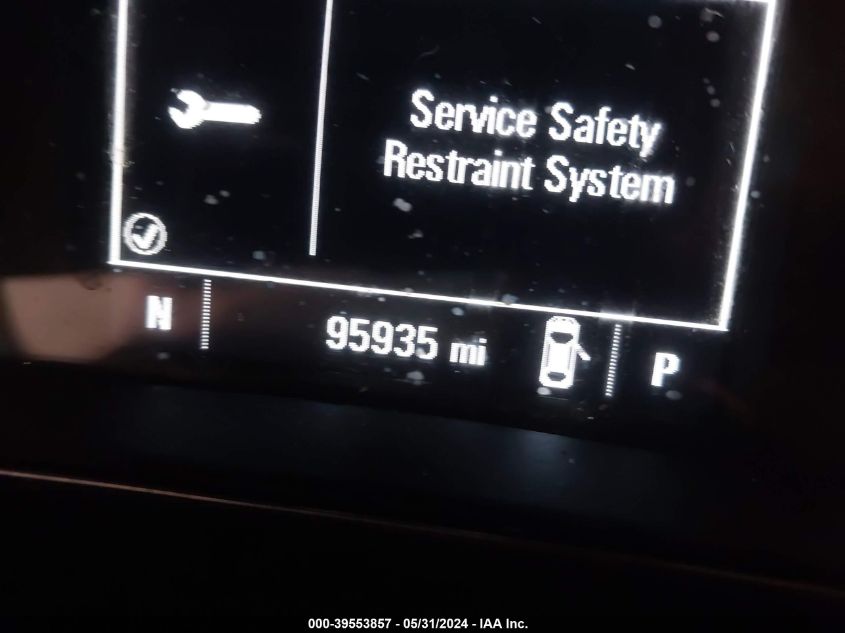 Service Safety
Restraint System
N 95935 mi P
000-39553857 - 05/31/2024 - IAA Inc.